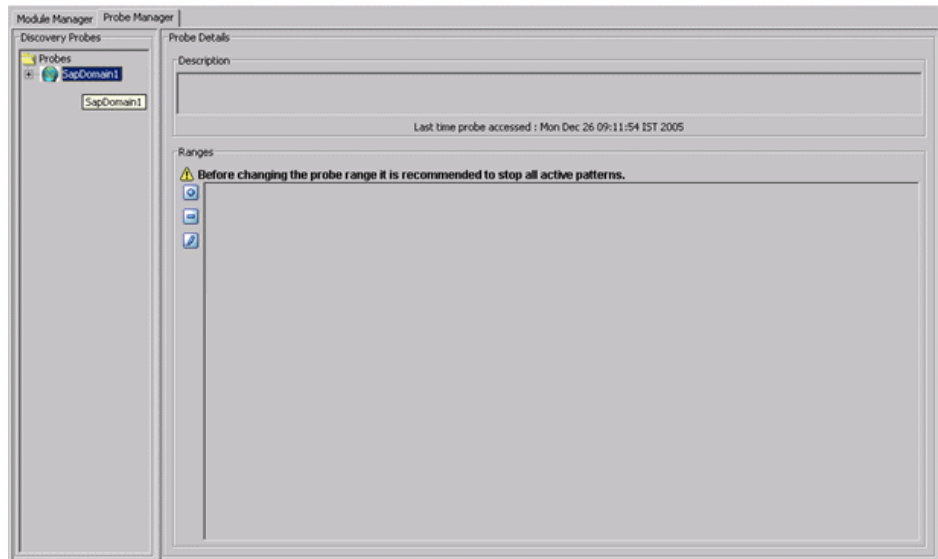 Module Manager
Probe Manager
Discovery Probes
Probes
SapDomain1
SapDomain1
Probe Details
Description
Last time probe accessed : Mon Dec 26 09:11:54 IST 2005
Ranges
Before changing the probe range it is recommended to stop all active patterns.